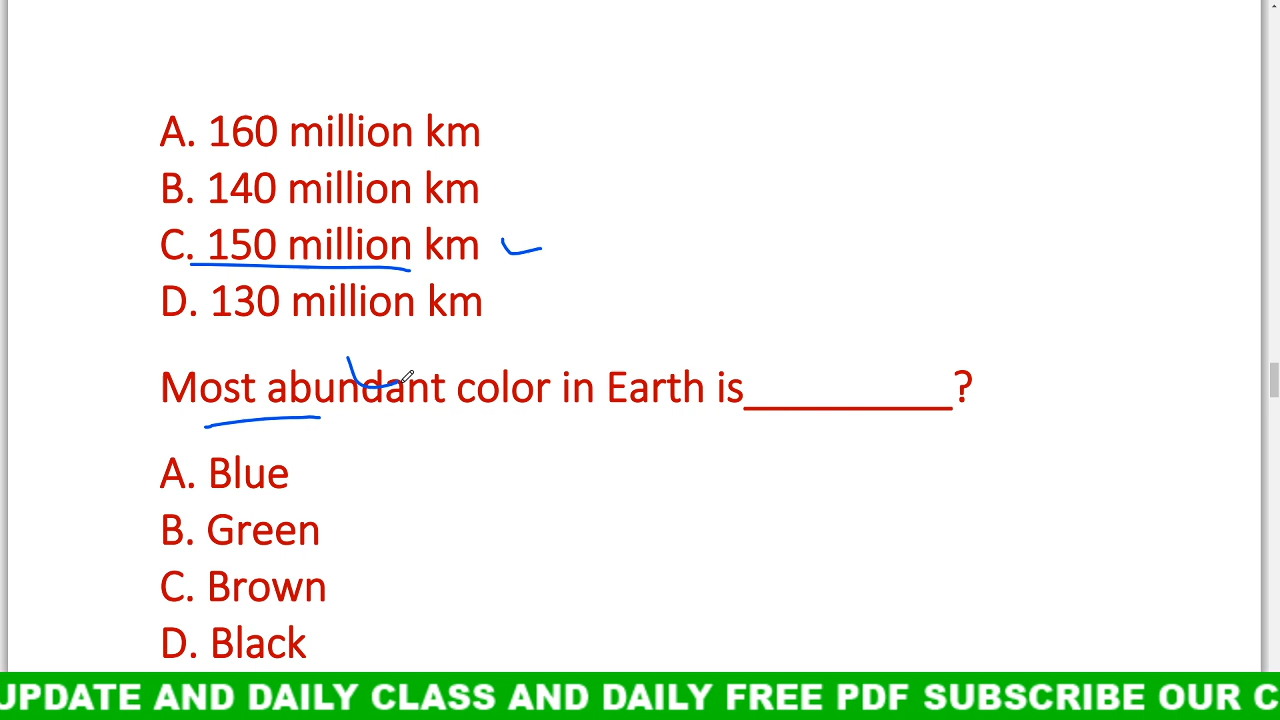 A. 160 million km
B. 140 million km
C. 150 million km
D. 130 million km
Most abundant color in Earth is__________?
A. Blue
B. Green
C. Brown
D. Black
UPDATE AND DAILY CLASS AND DAILY FREE PDF SUBSCRIBE OUR C